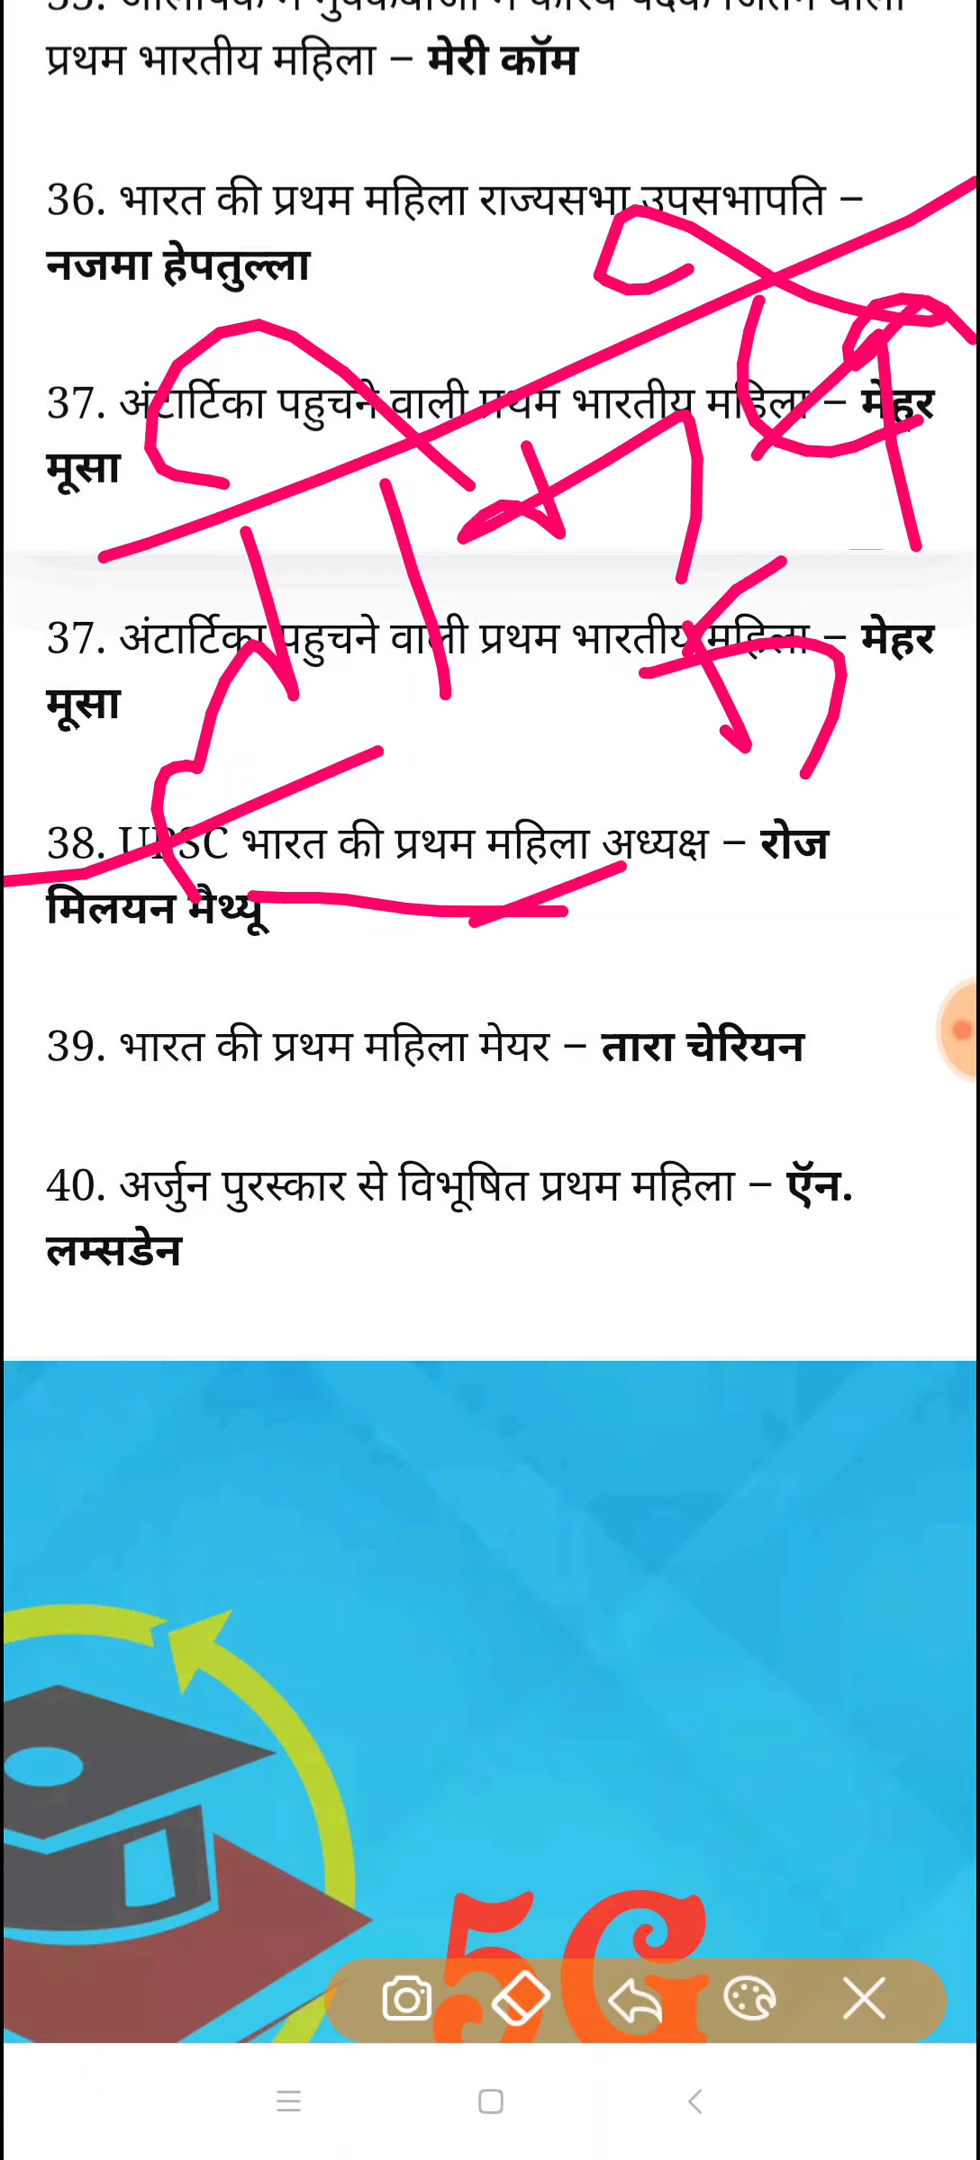 प्रथम भारतीय महिला – मेरी कॉम
36. भारत की प्रथम महिला राज्यसभा उपसभापति –
नजमा हेपतुल्ला
37. अंटार्टिका पहुचने वाली प्रथम भारतीय महिला – मेहर
मूसा
37. अंटार्टिका पहुचने वाली प्रथम भारतीय महिला – मेहर
मूसा
38. UPSC भारत की प्रथम महिला अध्यक्ष – रोज
मिलयन मैथ्यू
39. भारत की प्रथम महिला मेयर – तारा चेरियन
40. अर्जुन पुरस्कार से विभूषित प्रथम महिला – ऍन.
लम्सडेन
5G